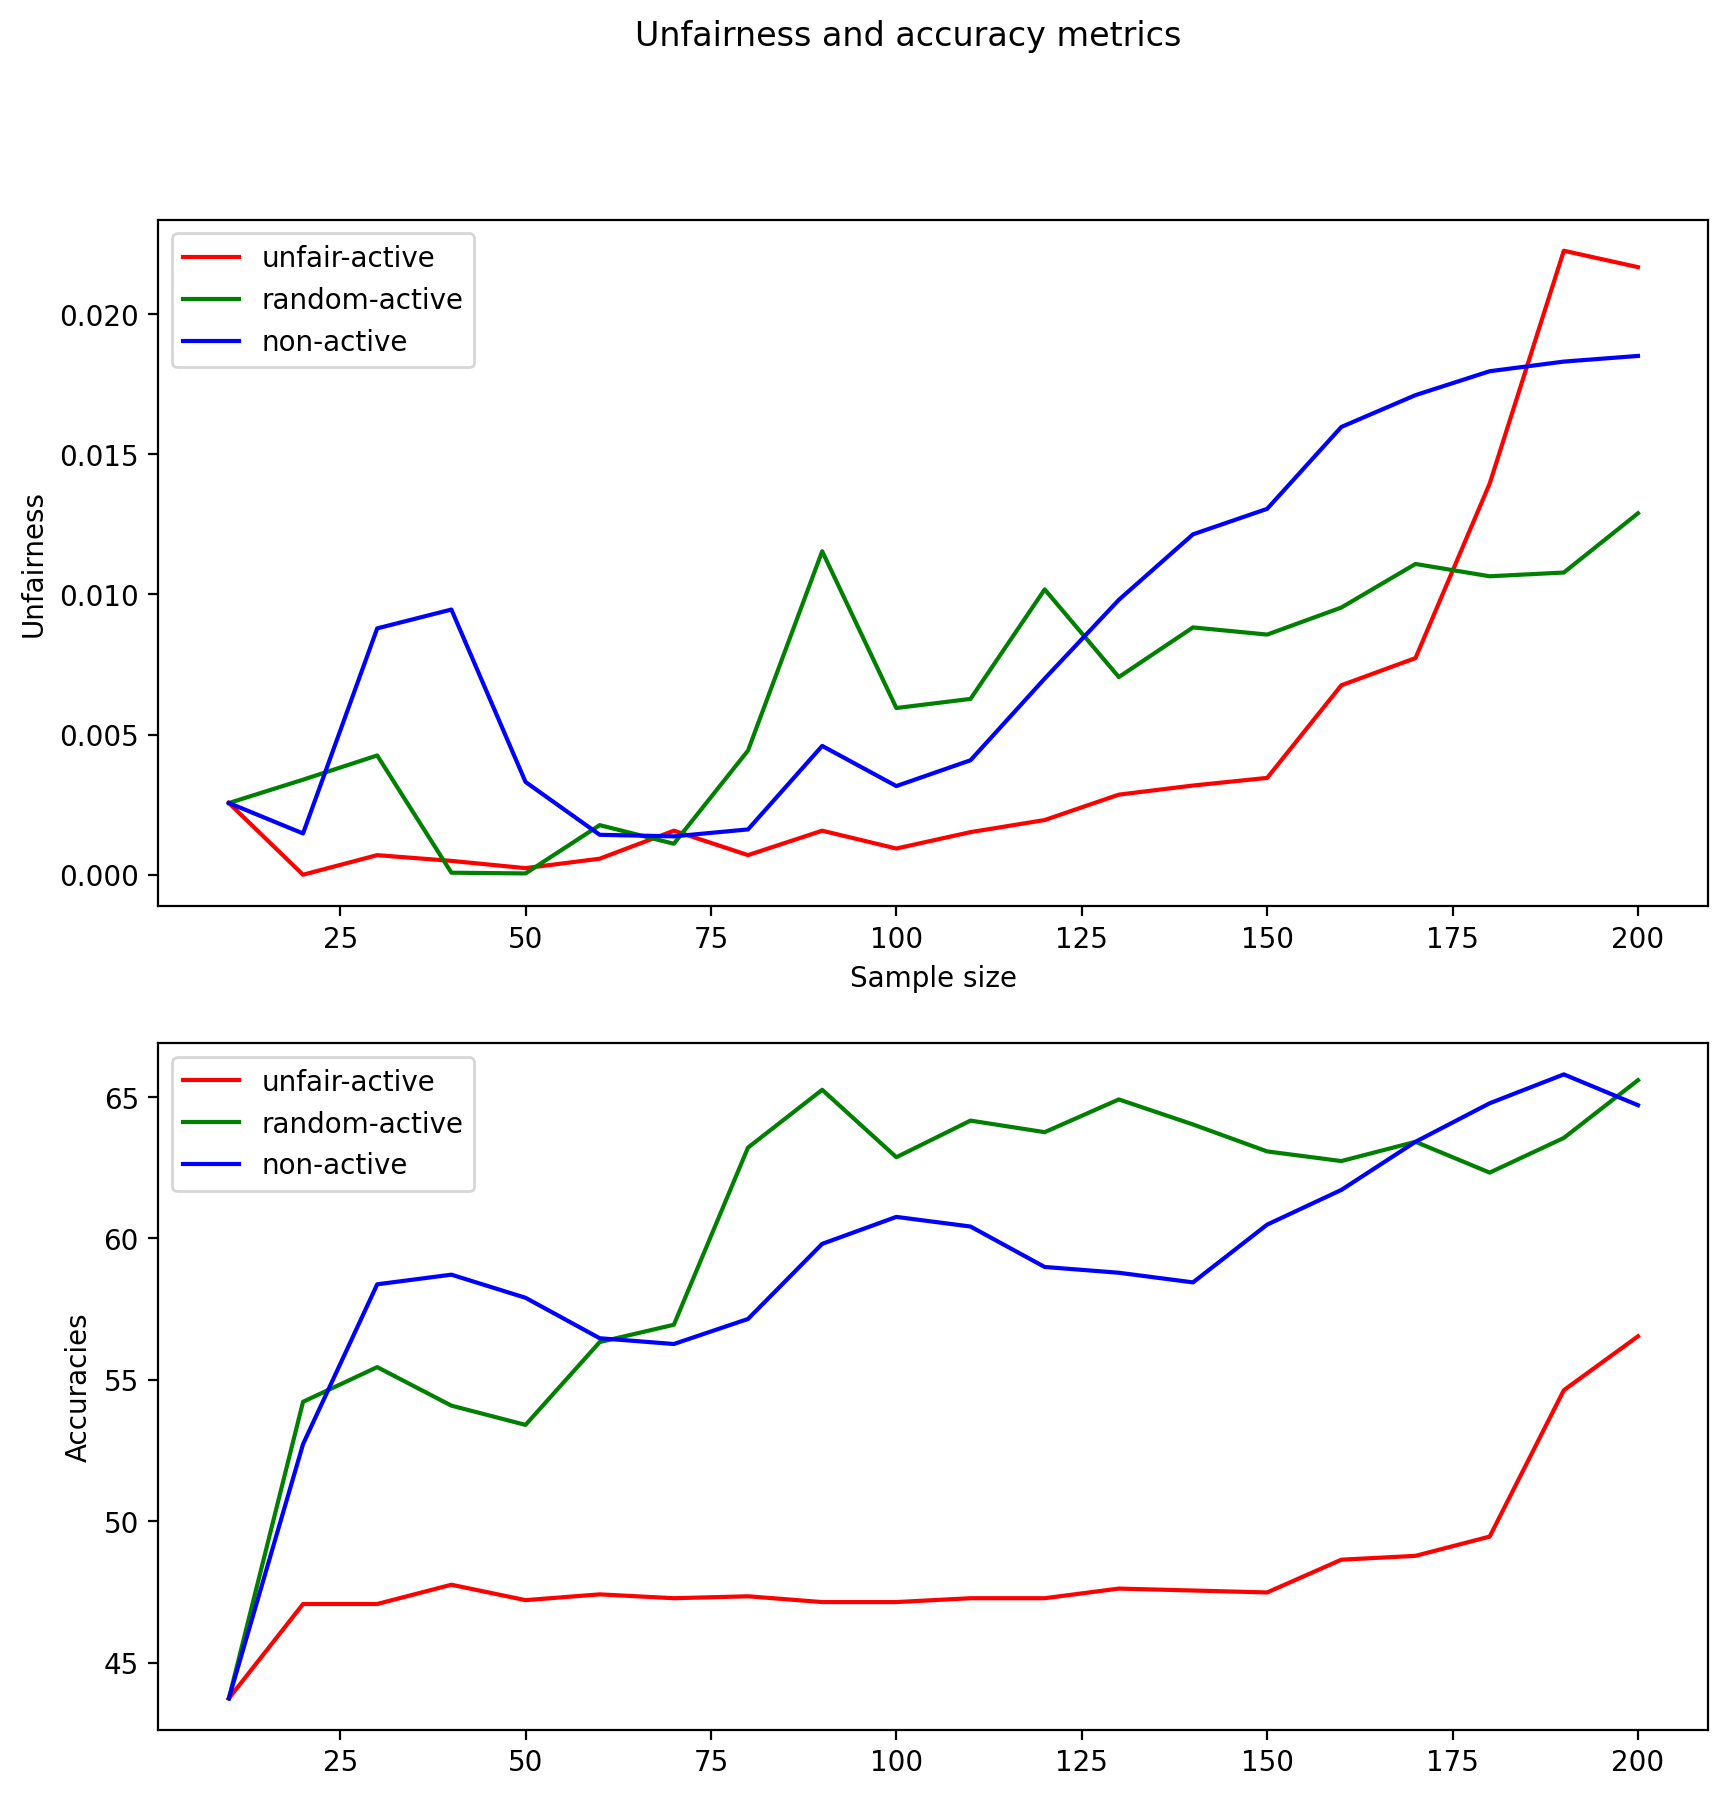 Unfairness and accuracy metrics
unfair-active
random-active
non-active
0.020
0.015
0.010
0.005
0.000
Unfairness
25 50 75 100 125 150 175 200
Sample size
unfair-active
random-active
non-active
65
60
55
50
45
Accuracies
25 50 75 100 125 150 175 200